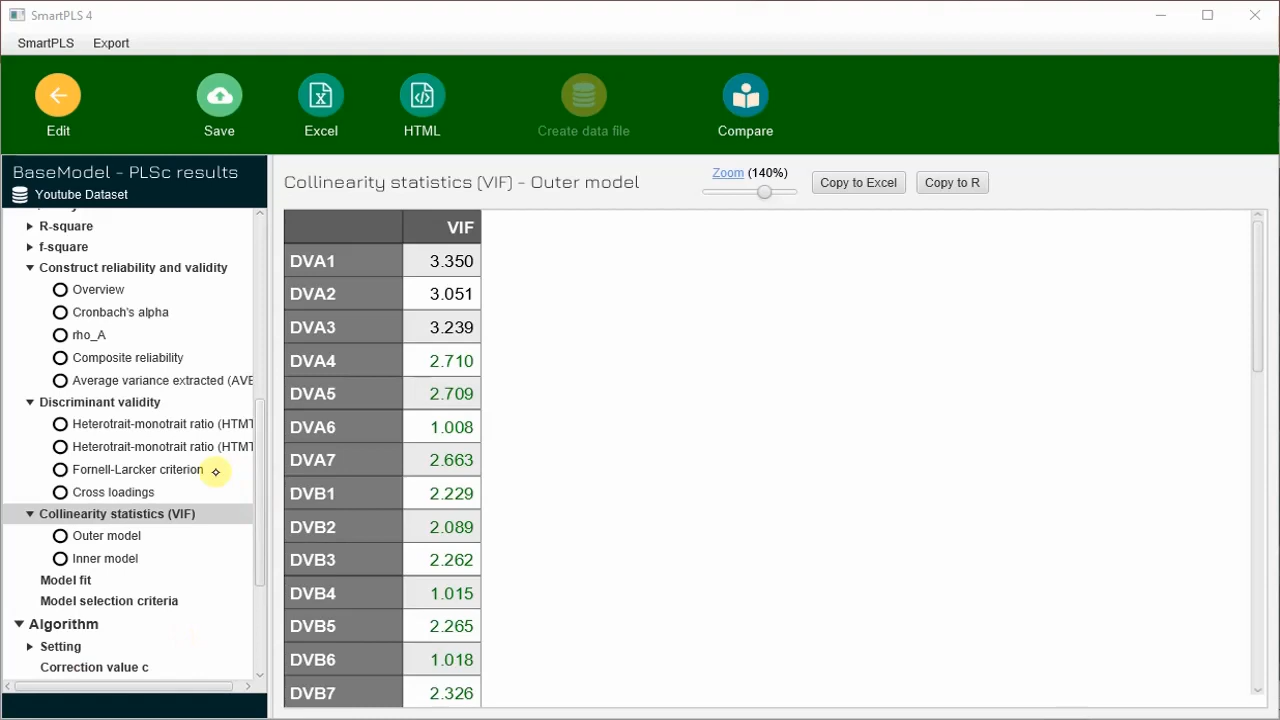 SmartPLS 4
SmartPLS Export
Edit Save Excel HTML Create data file Compare
BaseModel - PLSc results
Youtube Dataset
R-square
f-square
Construct reliability and validity
Overview
Cronbach's alpha
rho_A
Composite reliability
Average variance extracted (AVE
Discriminant validity
Heterotrait-monotrait ratio (HTMT
Heterotrait-monotrait ratio (HTMT
Fornell-Larcker criterion
Cross loadings
Collinearity statistics (VIF)
Outer model
Inner model
Model fit
Model selection criteria
Algorithm
Setting
Correction value c
Collinearity statistics (VIF) - Outer model
Zoom (140%)
Copy to Excel Copy to R
VIF
DVA1 3.350
DVA2 3.051
DVA3 3.239
DVA4 2.710
DVA5 2.709
DVA6 1.008
DVA7 2.663
DVB1 2.229
DVB2 2.089
DVB3 2.262
DVB4 1.015
DVB5 2.265
DVB6 1.018
DVB7 2.326